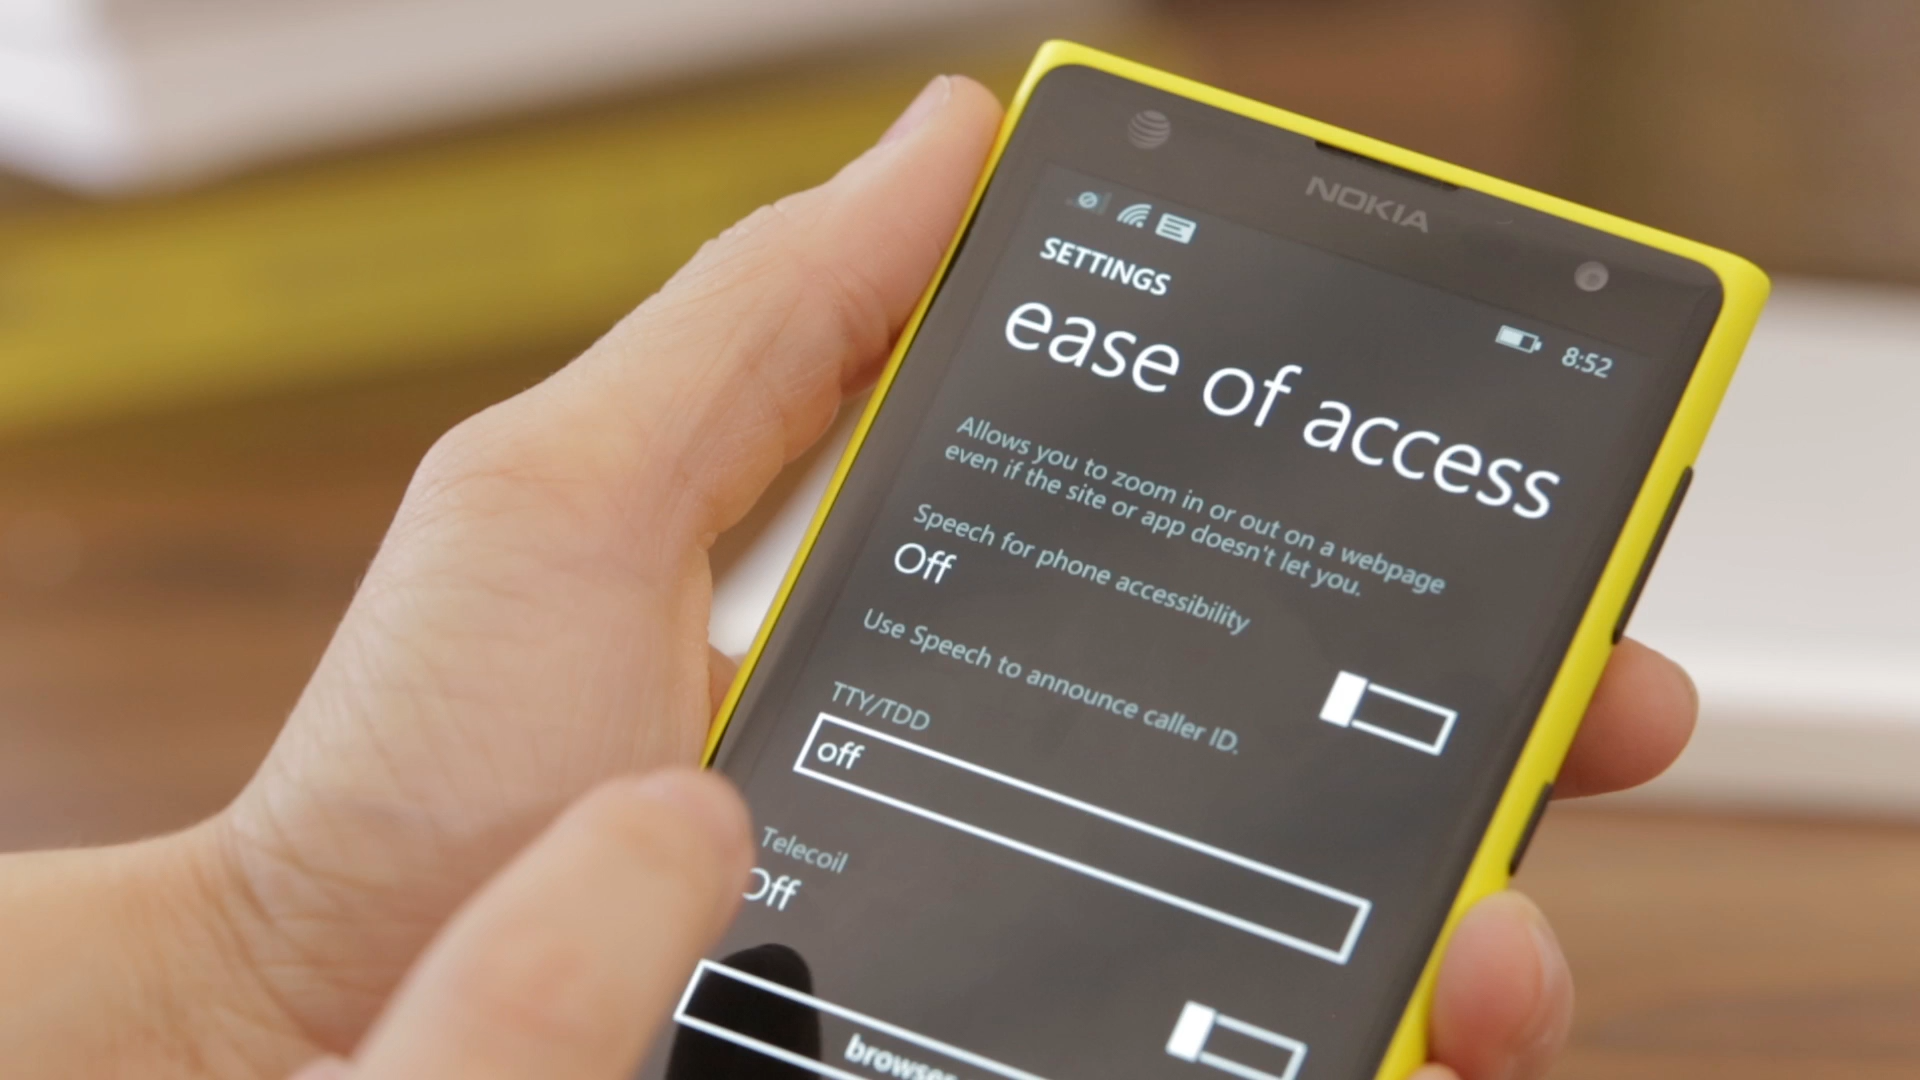 NOKIA
8:52
SETTINGS
ease of access
Allows you to zoom in or out on a webpage
even if the site or app doesn't let you.
Speech for phone accessibility
Off
Use Speech to announce caller ID.
TTY/TDD
off
Telecoil
Off
browser